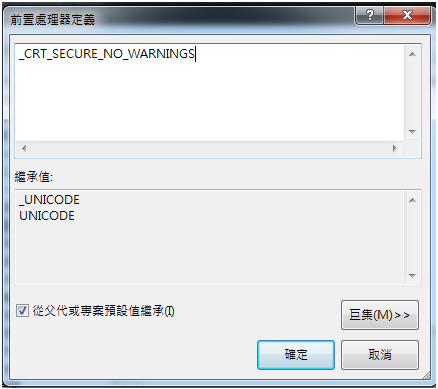 前置處理器定義
_CRT_SECURE_NO_WARNINGS
繼承值:
_UNICODE
UNICODE
從父代或專案預設值繼承(I)
巨集(M)>>
確定
取消